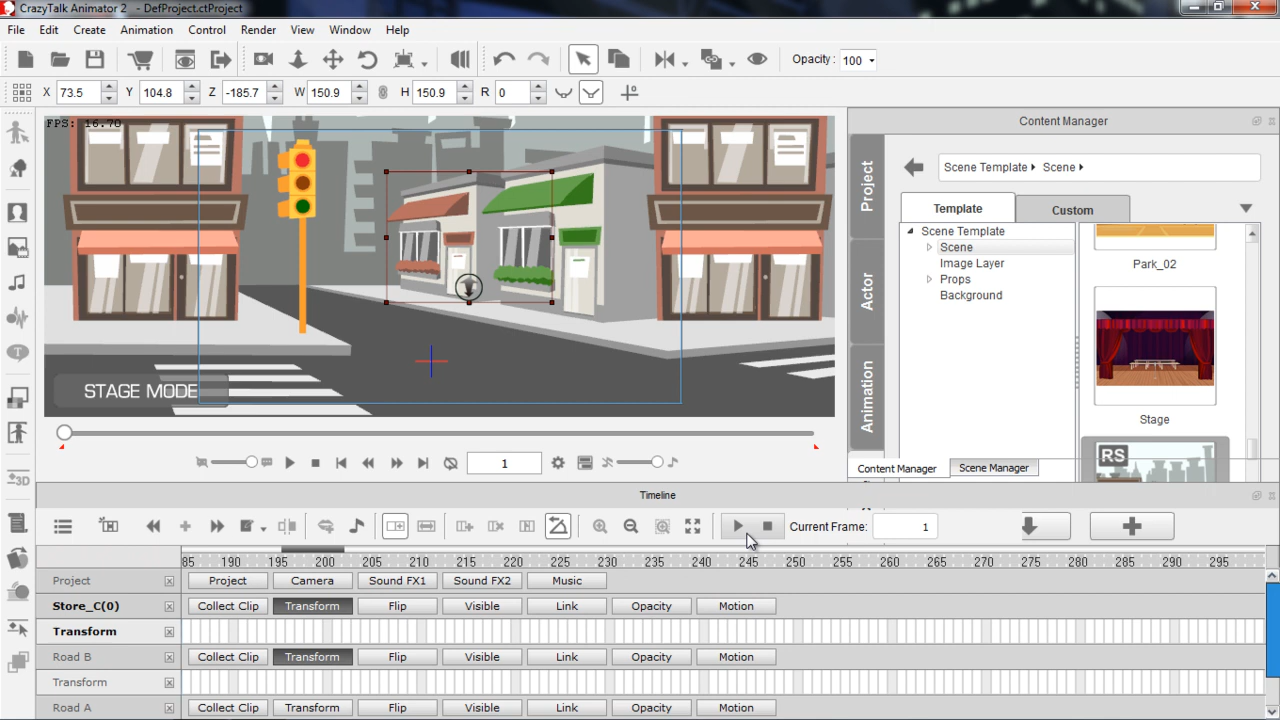 CrazyTalk Animator 2 - DefProject.ctProject
File Edit Create Animation Control Render View Window Help
Opacity : 100
X 73.5 Y 104.8 Z -185.7 W 150.9 H 150.9 R 0
FPS: 16.70
STAGE MODE
Content Manager
Project
Actor
Animation
Scene Template Scene
Template Custom
Scene Template
Scene
Image Layer
Props
Background
Park_02
Stage
RS
Content Manager Scene Manager
1
Timeline
Current Frame: 1
85 190 195 200 205 210 215 220 225 230 235 240 245 250 255 260 265 270 275 280 285 290 295
Project Project Camera Sound FX1 Sound FX2 Music
Store_C(0) Collect Clip Transform Flip Visible Link Opacity Motion
Transform
Road B Collect Clip Transform Flip Visible Link Opacity Motion
Transform
Road A Collect Clip Transform Flip Visible Link Opacity Motion